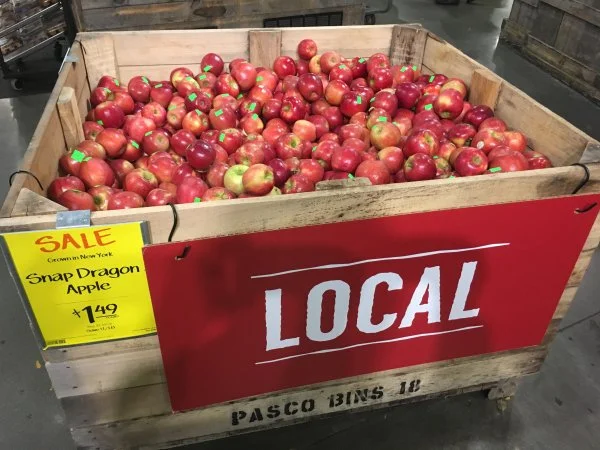 SALE
Grown in New York
Snap Dragon
Apple
$1.49
LOCAL
PASCO BINS 18